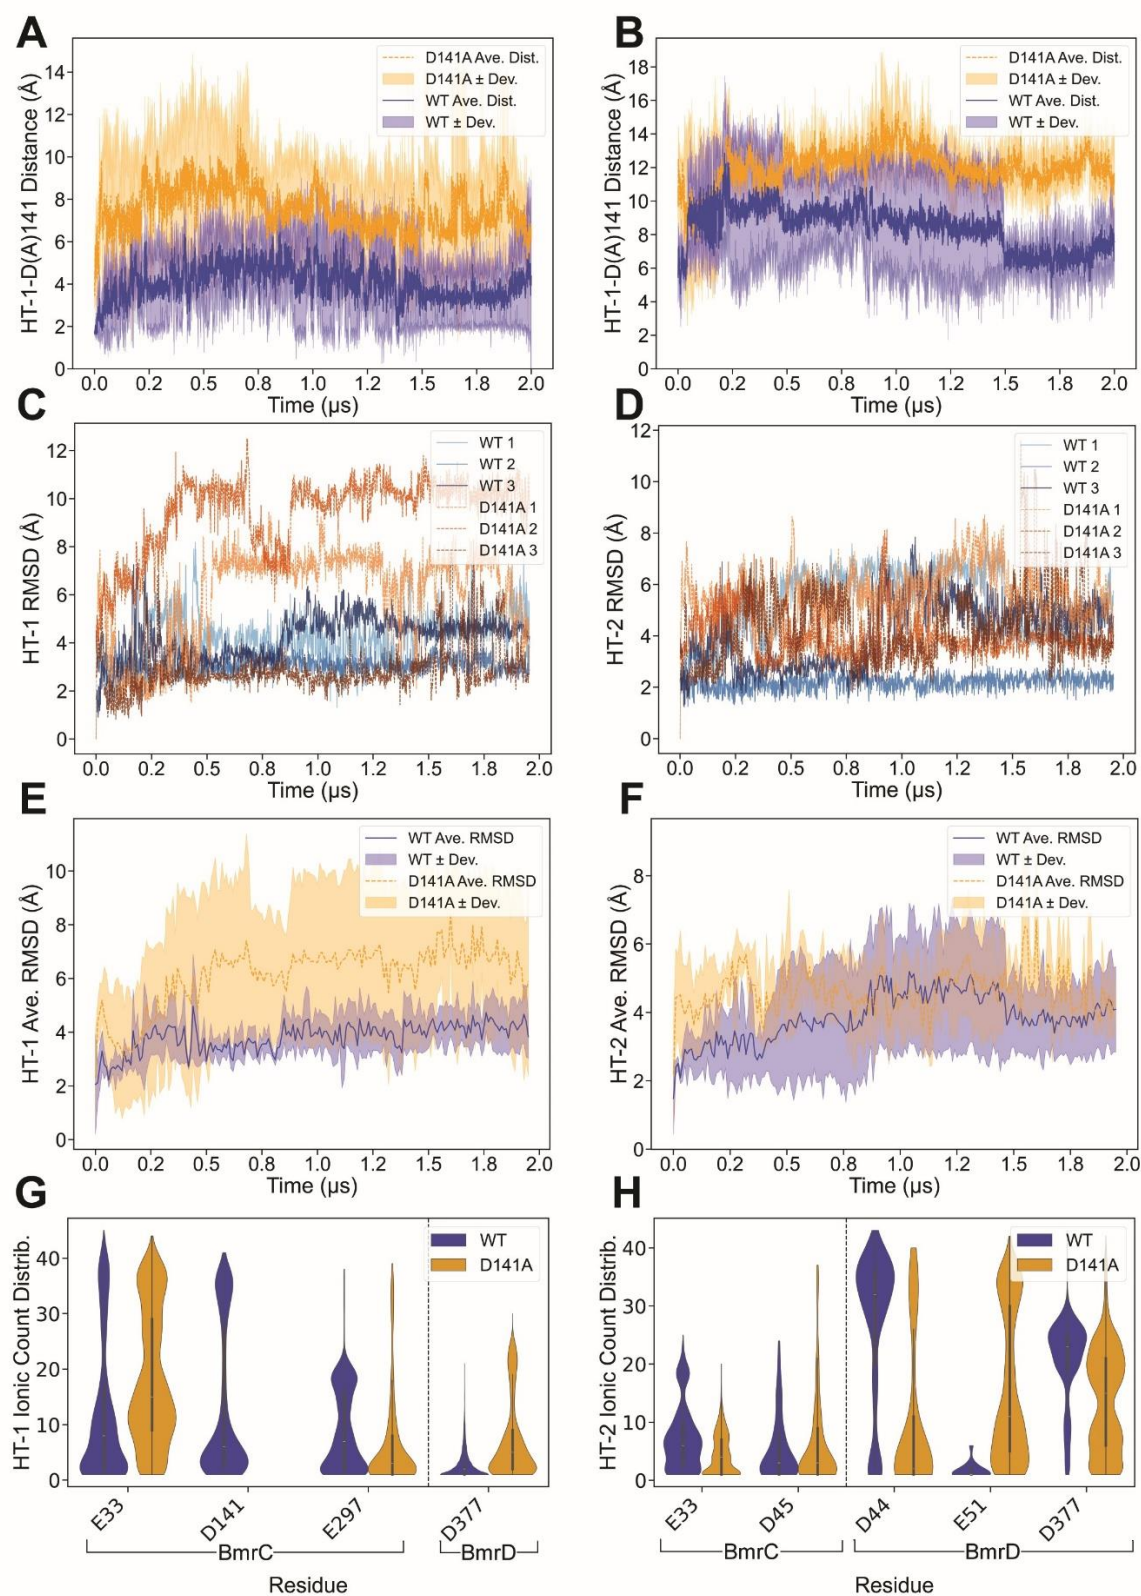 A
HT-1-D(A)141 Distance (Å)
14
12
10
8
6
4
2
0
D141A Ave. Dist.
D141A ± Dev.
WT Ave. Dist.
WT ± Dev.
0.0 0.2 0.5 0.8 1.0 1.2 1.5 1.8 2.0
Time (µs)
B
HT-1-D(A)141 Distance (Å)
18
16
14
12
10
8
6
4
2
0
D141A Ave. Dist.
D141A ± Dev.
WT Ave. Dist.
WT ± Dev.
0.0 0.2 0.5 0.8 1.0 1.2 1.5 1.8 2.0
Time (µs)
C
HT-1 RMSD (Å)
12
10
8
6
4
2
0
WT 1
WT 2
WT 3
D141A 1
D141A 2
D141A 3
0.0 0.2 0.5 0.8 1.0 1.2 1.5 1.8 2.0
Time (µs)
D
HT-2 RMSD (Å)
12
10
8
6
4
2
0
WT 1
WT 2
WT 3
D141A 1
D141A 2
D141A 3
0.0 0.2 0.5 0.8 1.0 1.2 1.5 1.8 2.0
Time (µs)
E
HT-1 Ave. RMSD (Å)
10
8
6
4
2
0
WT Ave. RMSD
WT ± Dev.
D141A Ave. RMSD
D141A ± Dev.
0.0 0.2 0.5 0.8 1.0 1.2 1.5 1.8 2.0
Time (µs)
F
HT-2 Ave. RMSD (Å)
8
6
4
2
0
WT Ave. RMSD
WT ± Dev.
D141A Ave. RMSD
D141A ± Dev.
0.0 0.2 0.5 0.8 1.0 1.2 1.5 1.8 2.0
Time (µs)
G
HT-1 Ionic Count Distrib.
40
30
20
10
0
WT
D141A
E33 D141 E297 D377
BmrC BmrD
Residue
H
HT-2 Ionic Count Distrib.
40
30
20
10
0
WT
D141A
E33 D45 D44 E51 D377
BmrC BmrD
Residue